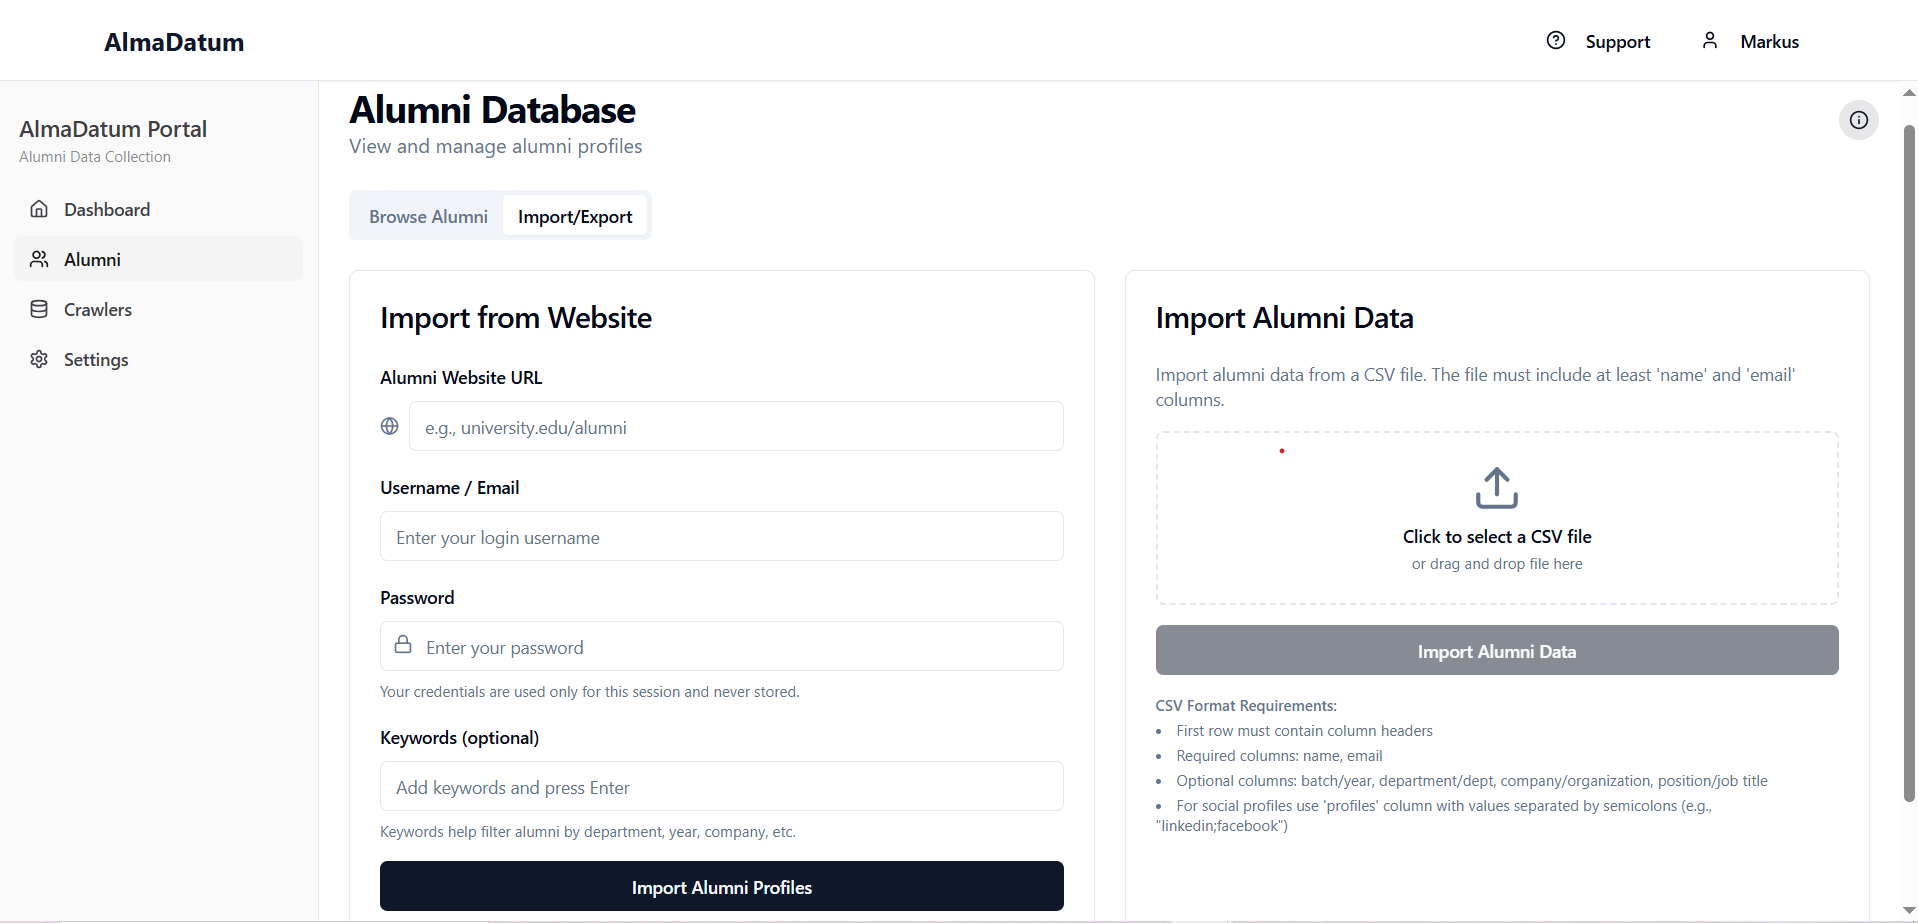 AlmaDatum
Support
Markus
AlmaDatum Portal
Alumni Data Collection
Dashboard
Alumni
Crawlers
Settings
Alumni Database
View and manage alumni profiles
Browse Alumni
Import/Export
Import from Website
Alumni Website URL
e.g., university.edu/alumni
Username / Email
Enter your login username
Password
Enter your password
Your credentials are used only for this session and never stored.
Keywords (optional)
Add keywords and press Enter
Keywords help filter alumni by department, year, company, etc.
Import Alumni Profiles
Import Alumni Data
Import alumni data from a CSV file. The file must include at least 'name' and 'email'
columns.
Click to select a CSV file
or drag and drop file here
Import Alumni Data
CSV Format Requirements:
• First row must contain column headers
• Required columns: name, email
• Optional columns: batch/year, department/dept, company/organization, position/job title
• For social profiles use 'profiles' column with values separated by semicolons (e.g.,
"linkedin;facebook")